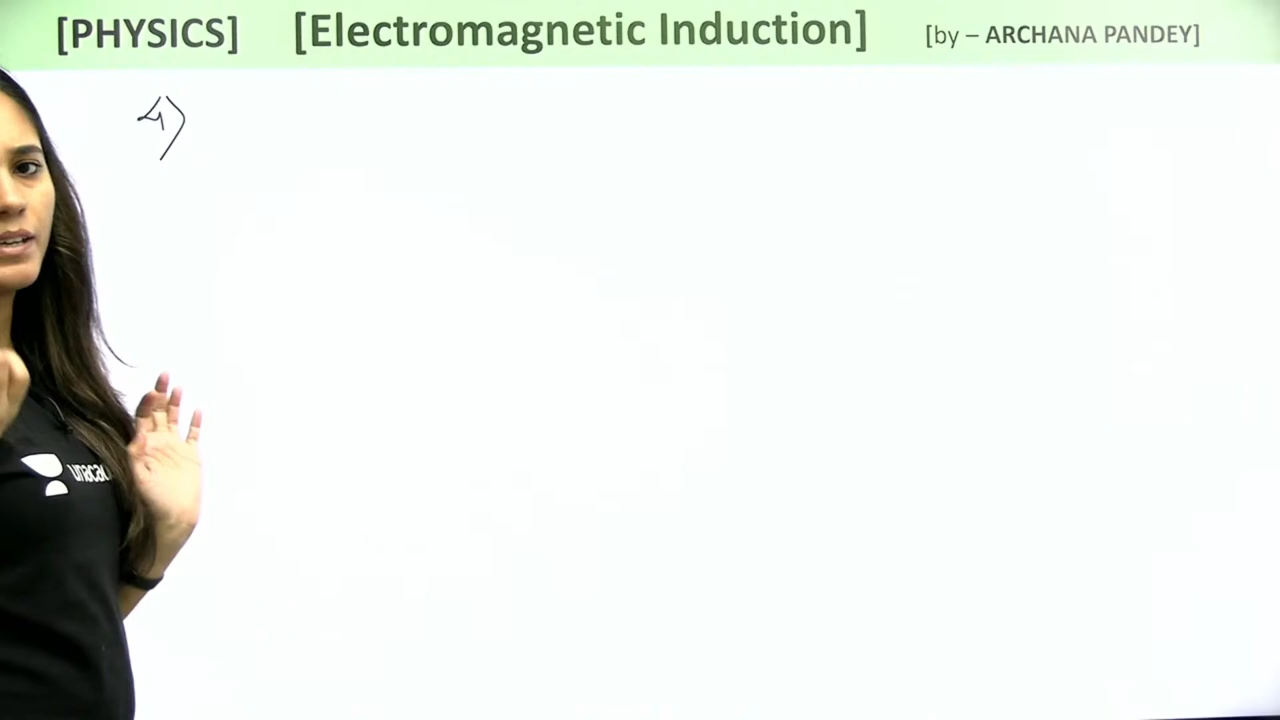 [PHYSICS] [Electromagnetic Induction] [by – ARCHANA PANDEY]
4)